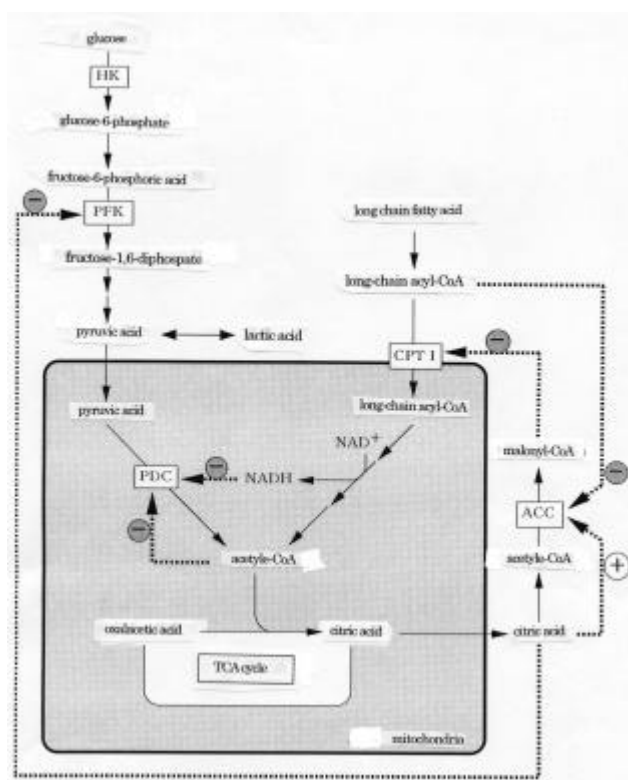 glucose
HK
glucose-6-phosphate
fructose-6-phosphoric acid
−
PFK
long chain fatty acid
fructose-1,6-diphospate
long-chain acyl-CoA
pyruvic acid
lactic acid
−
CPT I
pyruvic acid
long-chain acyl-CoA
NAD+
malonyl-CoA
PDC
−
NADH
−
ACC
−
acetyle-CoA
acetyle-CoA
+
oxalacetic acid
citric acid
citric acid
TCA cycle
mitochondria